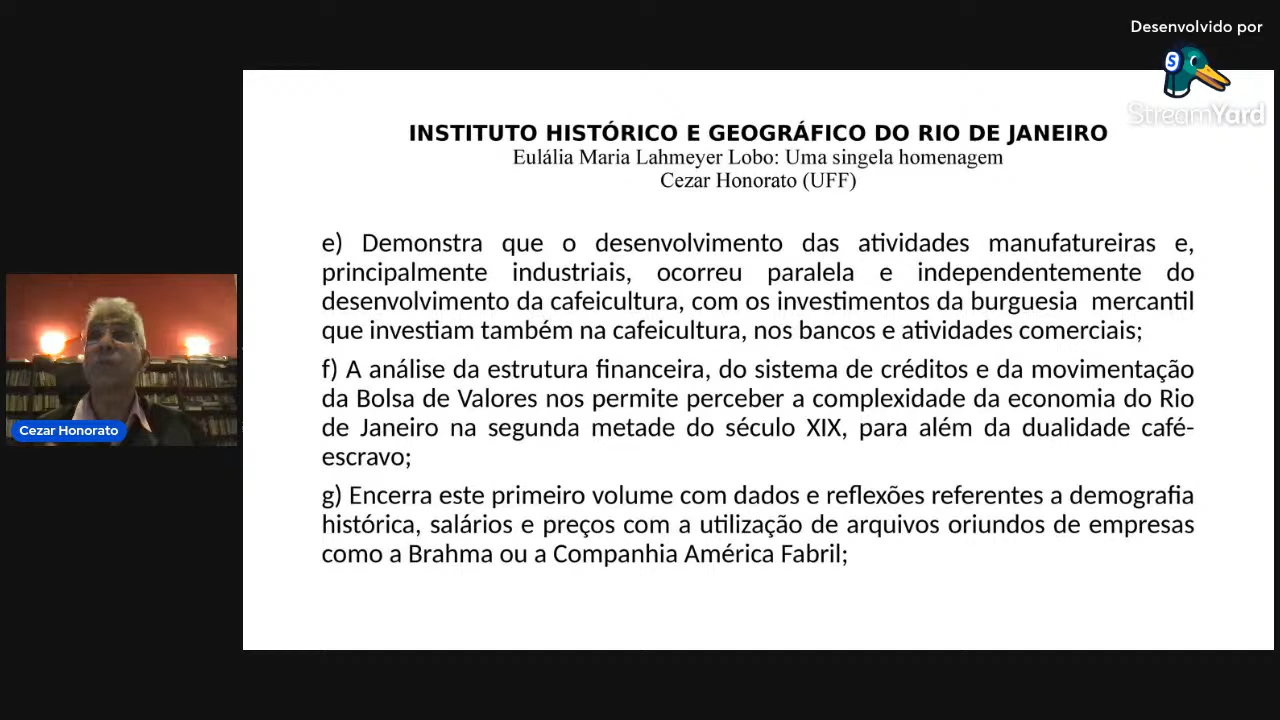 Desenvolvido por
S
StreamYard
INSTITUTO HISTÓRICO E GEOGRÁFICO DO RIO DE JANEIRO
Eulália Maria Lahmeyer Lobo: Uma singela homenagem
Cezar Honorato (UFF)
e) Demonstra que o desenvolvimento das atividades manufatureiras e,
principalmente industriais, ocorreu paralela e independentemente do
desenvolvimento da cafeicultura, com os investimentos da burguesia mercantil
que investiam também na cafeicultura, nos bancos e atividades comerciais;
f) A análise da estrutura financeira, do sistema de créditos e da movimentação
da Bolsa de Valores nos permite perceber a complexidade da economia do Rio
de Janeiro na segunda metade do século XIX, para além da dualidade café-
escravo;
g) Encerra este primeiro volume com dados e reflexões referentes a demografia
histórica, salários e preços com a utilização de arquivos oriundos de empresas
como a Brahma ou a Companhia América Fabril;
Cezar Honorato